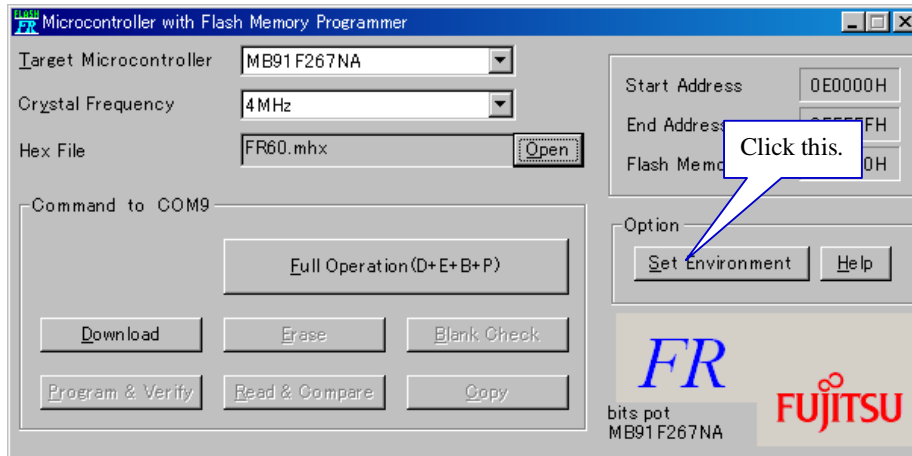 FLASH
FR Microcontroller with Flash Memory Programmer
Target Microcontroller MB91F267NA
Crystal Frequency 4MHz
Hex File FR60.mhx Open
Start Address 0E0000H
End Address
Flash
Click this.
Command to COM9
Full Operation(D+E+B+P)
Download Erase Blank Check
Program & Verify Read & Compare Copy
Option
Set Environment Help
FR
bits pot
MB91F267NA
FUJITSU